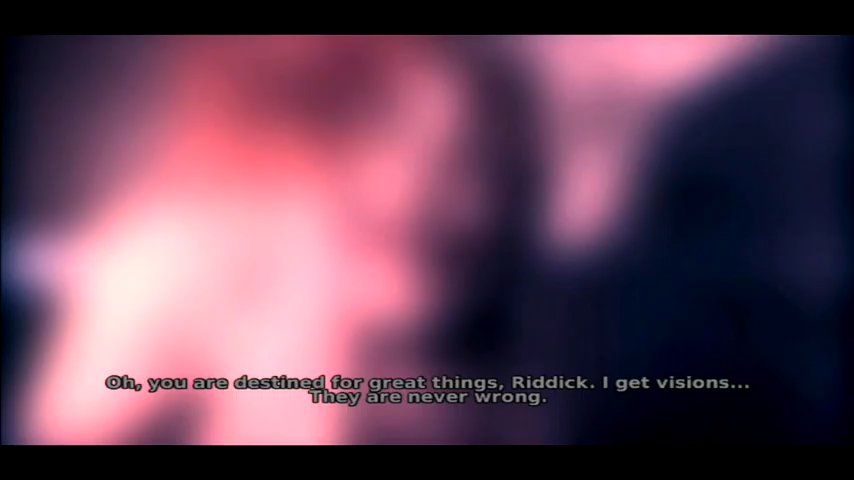 Oh, you are destined for great things, Riddick. I get visions...
They are never wrong.